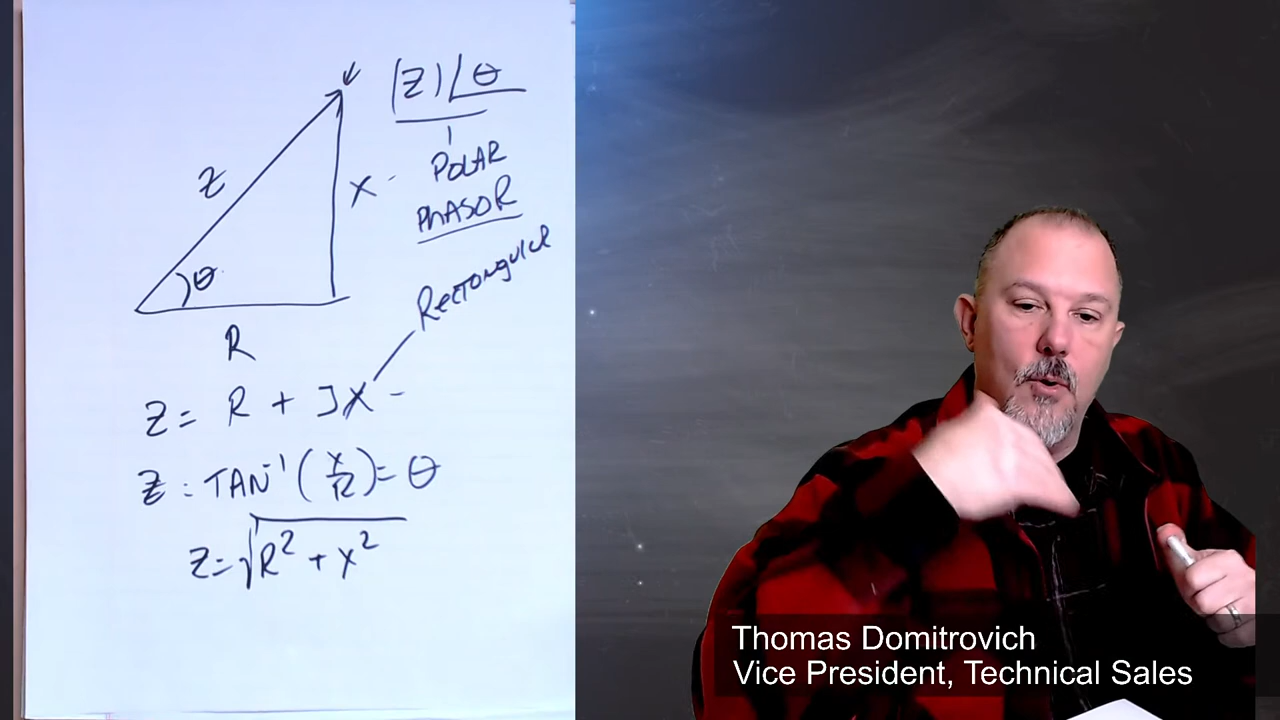 |Z| ∠θ
POLAR
PHASOR
Z
X -
θ
R
Rectangular
Z = R + JX -
Z : TAN⁻¹ (X/R) = θ
Z = √R² + X²
Thomas Domitrovich
Vice President, Technical Sales